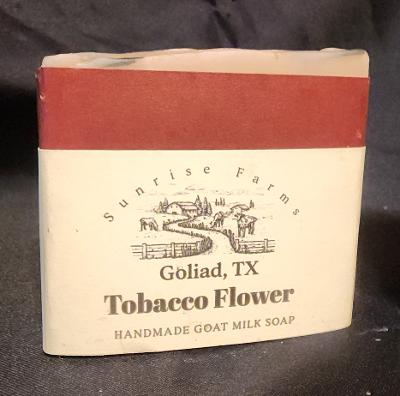 Sunrise Farms
Goliad, TX
Tobacco Flower
HANDMADE GOAT MILK SOAP